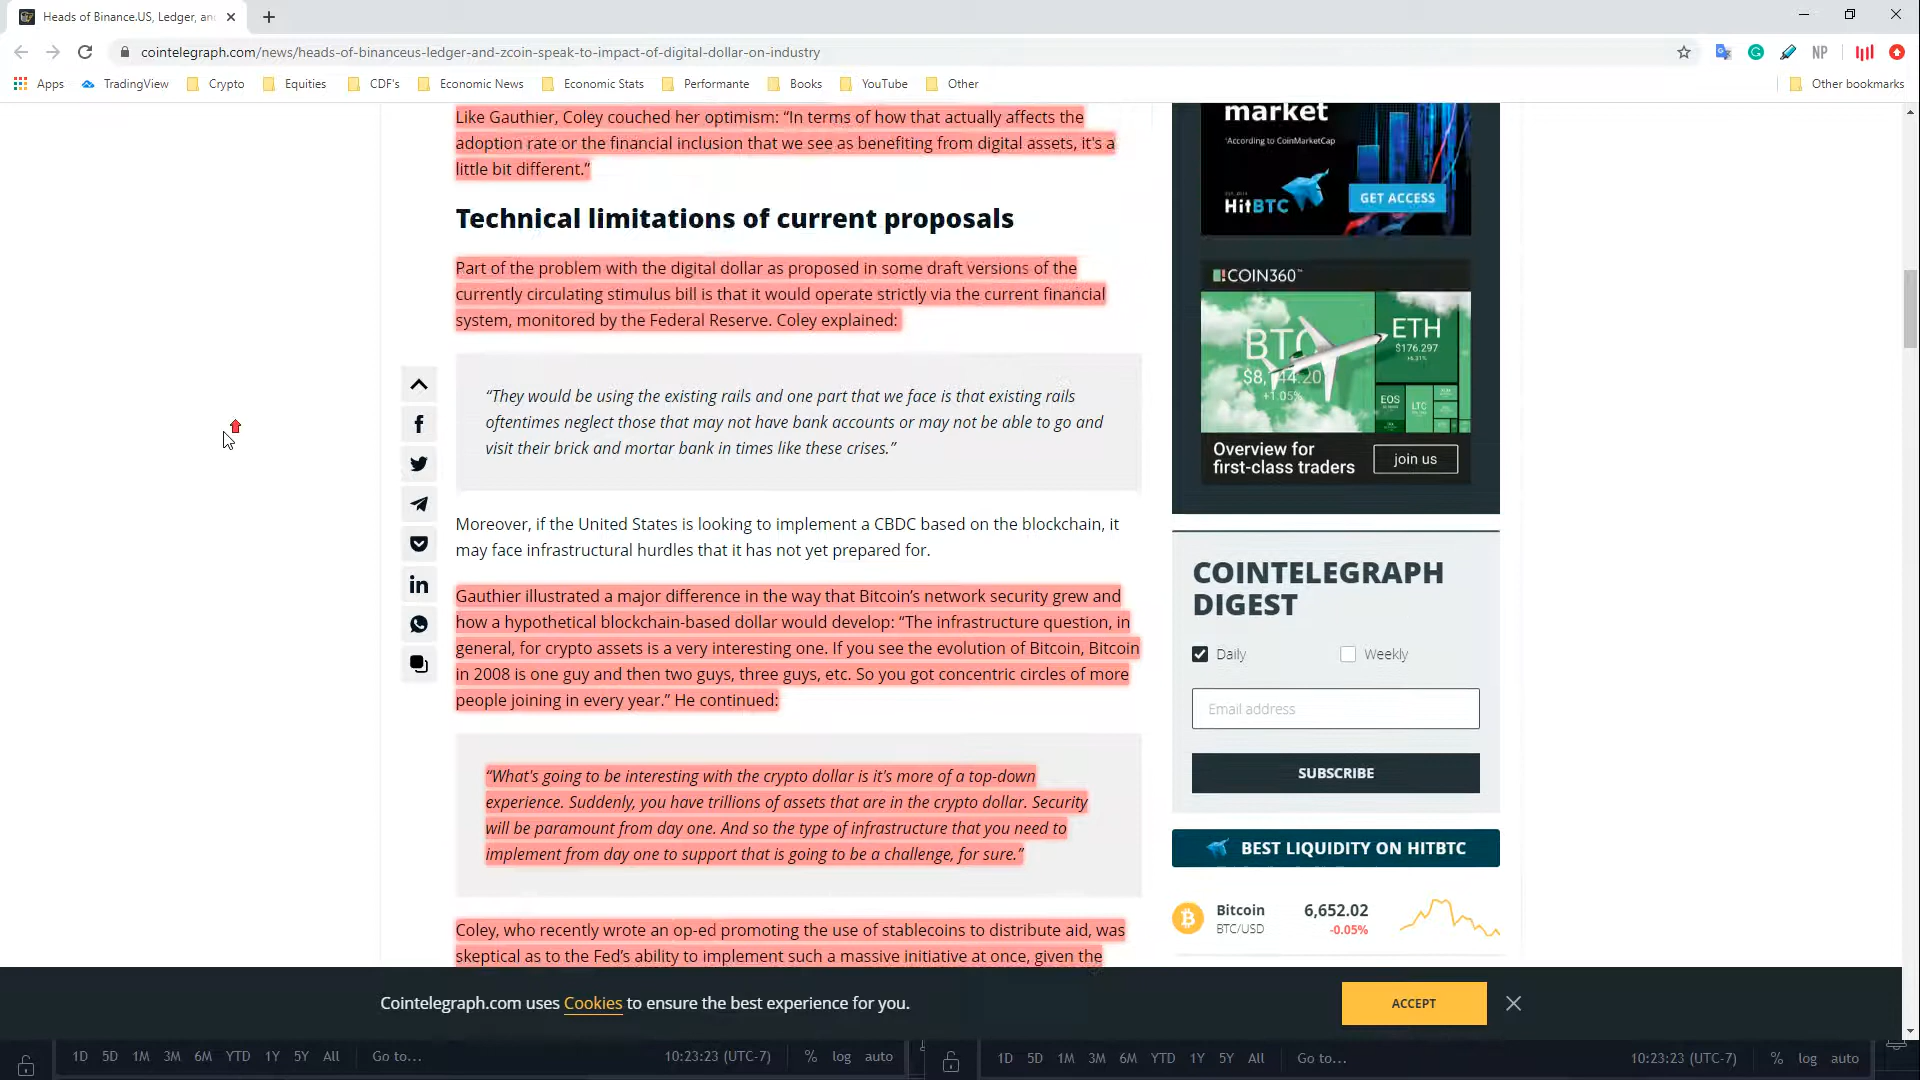 Heads of Binance.US, Ledger, an
cointelegraph.com/news/heads-of-binanceus-ledger-and-zcoin-speak-to-impact-of-digital-dollar-on-industry
NP
Apps TradingView Crypto Equities CDF's Economic News Economic Stats Performante Books YouTube Other Other bookmarks
Like Gauthier, Coley couched her optimism: “In terms of how that actually affects the
adoption rate or the financial inclusion that we see as benefiting from digital assets, it's a
little bit different.”
Technical limitations of current proposals
Part of the problem with the digital dollar as proposed in some draft versions of the
currently circulating stimulus bill is that it would operate strictly via the current financial
system, monitored by the Federal Reserve. Coley explained:
“They would be using the existing rails and one part that we face is that existing rails
oftentimes neglect those that may not have bank accounts or may not be able to go and
visit their brick and mortar bank in times like these crises.”
Moreover, if the United States is looking to implement a CBDC based on the blockchain, it
may face infrastructural hurdles that it has not yet prepared for.
Gauthier illustrated a major difference in the way that Bitcoin’s network security grew and
how a hypothetical blockchain-based dollar would develop: “The infrastructure question, in
general, for crypto assets is a very interesting one. If you see the evolution of Bitcoin, Bitcoin
in 2008 is one guy and then two guys, three guys, etc. So you got concentric circles of more
people joining in every year.” He continued:
“What's going to be interesting with the crypto dollar is it's more of a top-down
experience. Suddenly, you have trillions of assets that are in the crypto dollar. Security
will be paramount from day one. And so the type of infrastructure that you need to
implement from day one to support that is going to be a challenge, for sure.”
Coley, who recently wrote an op-ed promoting the use of stablecoins to distribute aid, was
skeptical as to the Fed’s ability to implement such a massive initiative at once, given the
market
*According to CoinMarketCap
HitBTC
GET ACCESS
COIN360™
BTC
ETH
$176.297
+1.05%
EOS
LTC
Overview for
first-class traders
join us
COINTELEGRAPH
DIGEST
Daily Weekly
Email address
SUBSCRIBE
BEST LIQUIDITY ON HITBTC
Bitcoin 6,652.02
BTC/USD -0.05%
Cointelegraph.com uses Cookies to ensure the best experience for you.
ACCEPT
1D 5D 1M 3M 6M YTD 1Y 5Y All Go to... 10:23:23 (UTC-7) % log auto
1D 5D 1M 3M 6M YTD 1Y 5Y All Go to... 10:23:23 (UTC-7) % log auto